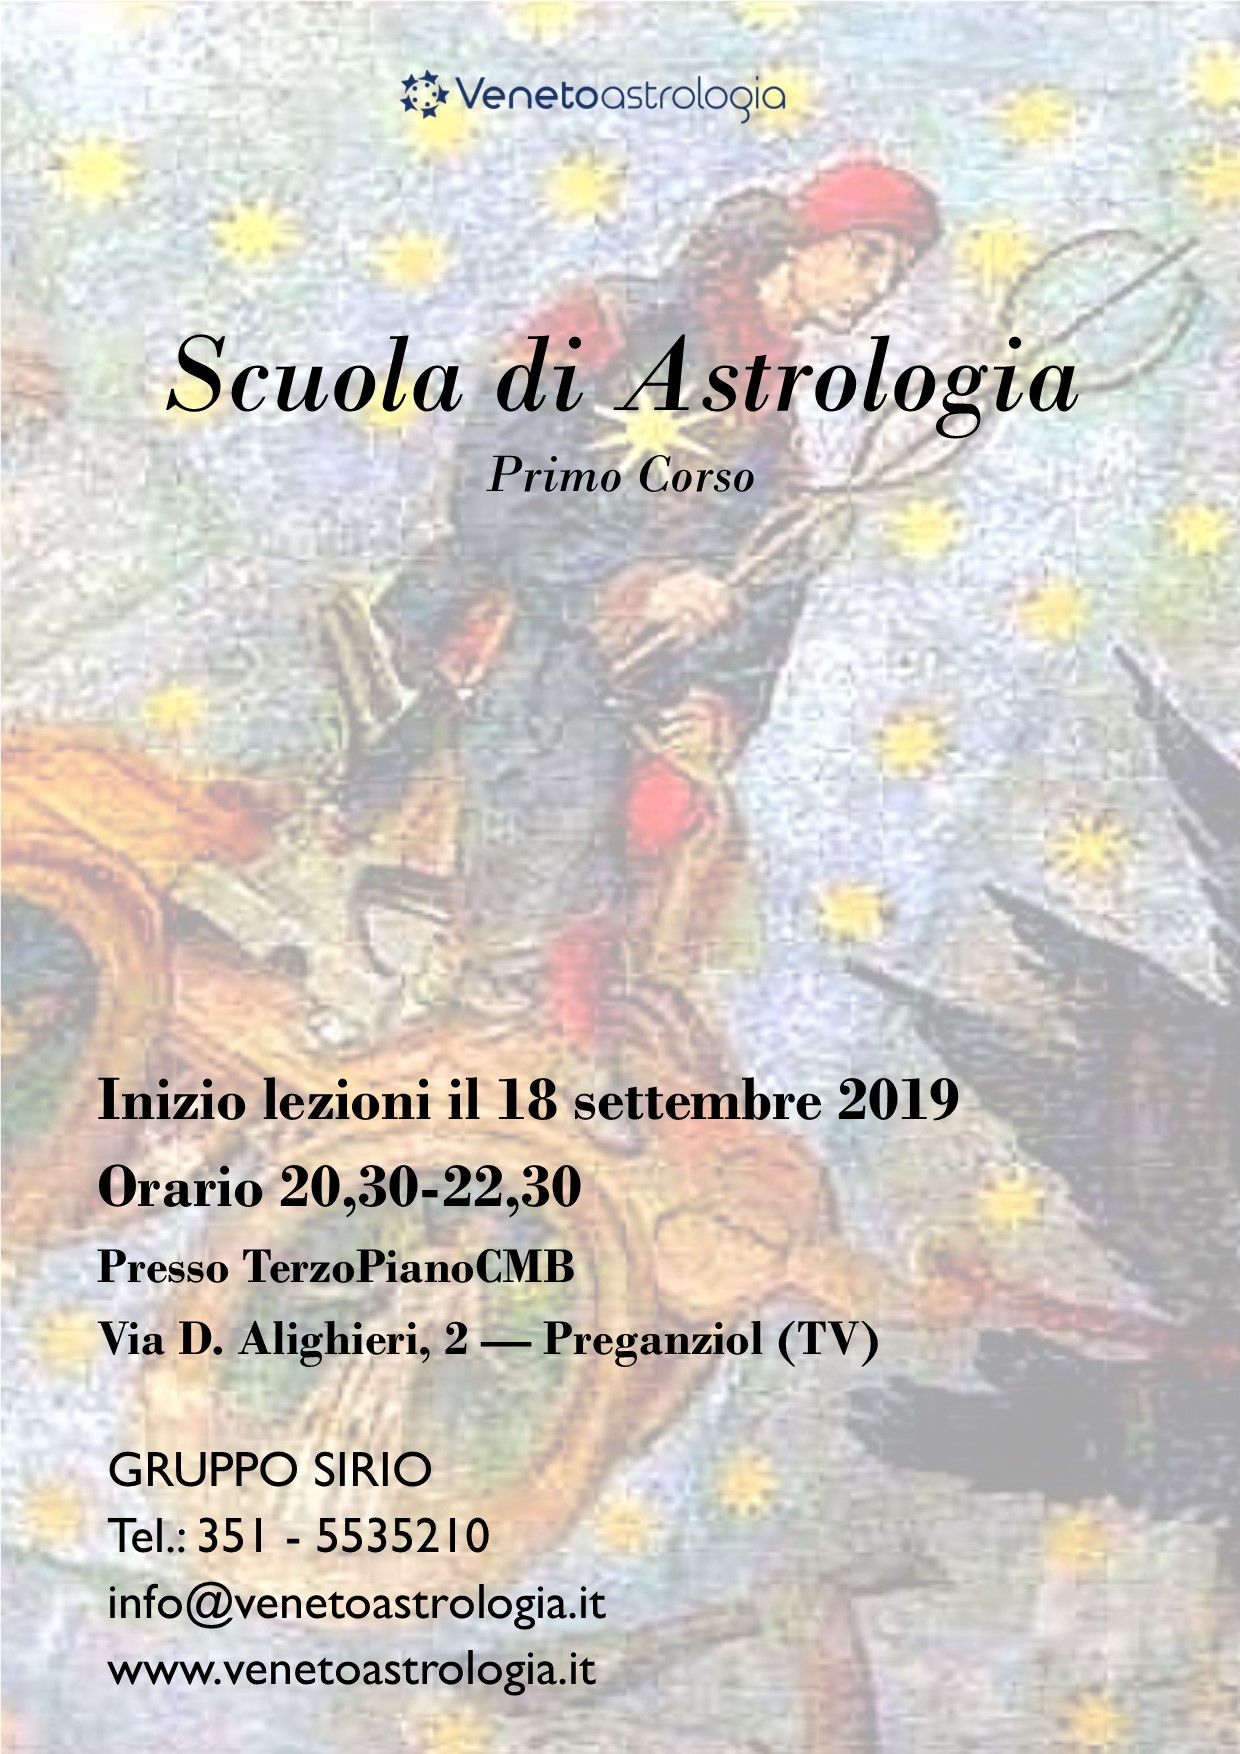 Venetoastrologia
Scuola di Astrologia
Primo Corso
Inizio lezioni il 18 settembre 2019
Orario 20,30-22,30
Presso TerzoPianoCMB
Via D. Alighieri, 2 — Preganziol (TV)
GRUPPO SIRIO
Tel.: 351 - 5535210
info@venetoastrologia.it
www.venetoastrologia.it